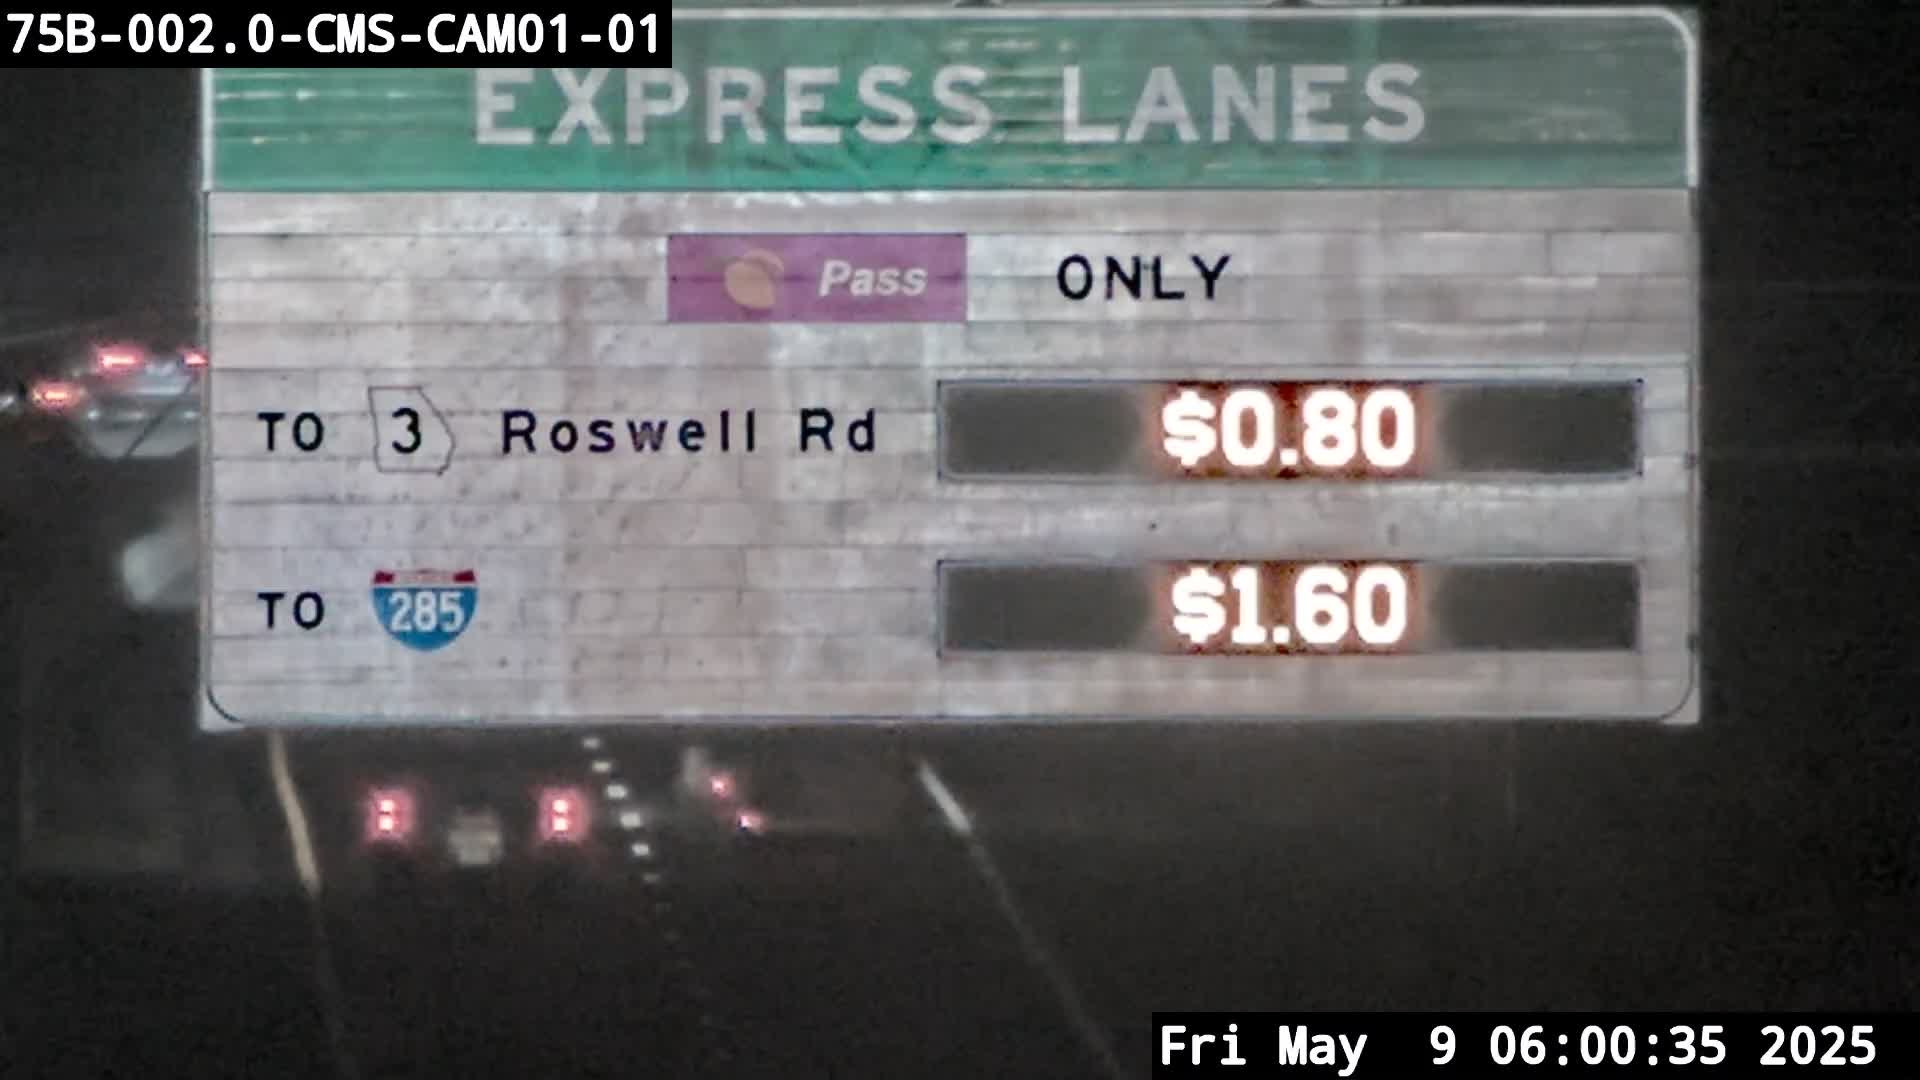 75B-002.0-CMS-CAM01-01
EXPRESS LANES
Pass ONLY
TO 3 Roswell Rd $0.80
TO 285 $1.60
Fri May 9 06:00:35 2025